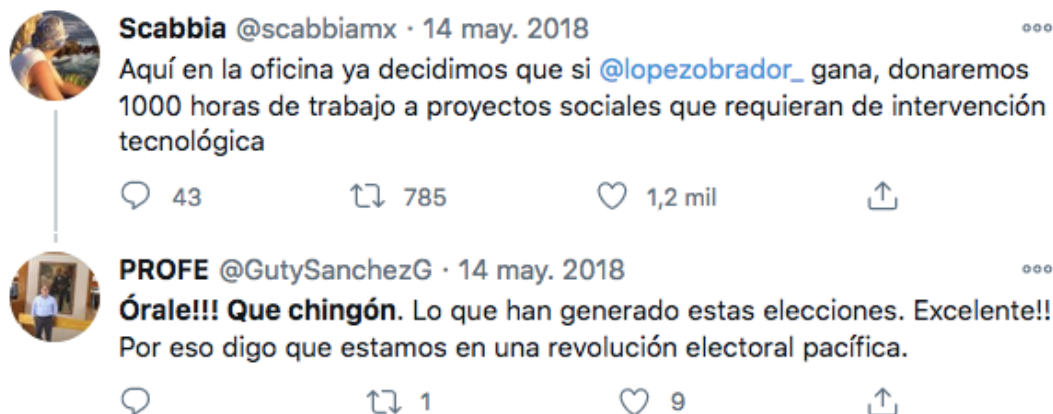 Scabbia @scabbiamx · 14 may. 2018
Aquí en la oficina ya decidimos que si @lopezobrador_ gana, donaremos
1000 horas de trabajo a proyectos sociales que requieran de intervención
tecnológica
43 785 1,2 mil
PROFE @GutySanchezG · 14 may. 2018
Órale!!! Que chingón. Lo que han generado estas elecciones. Excelente!!
Por eso digo que estamos en una revolución electoral pacífica.
1 9